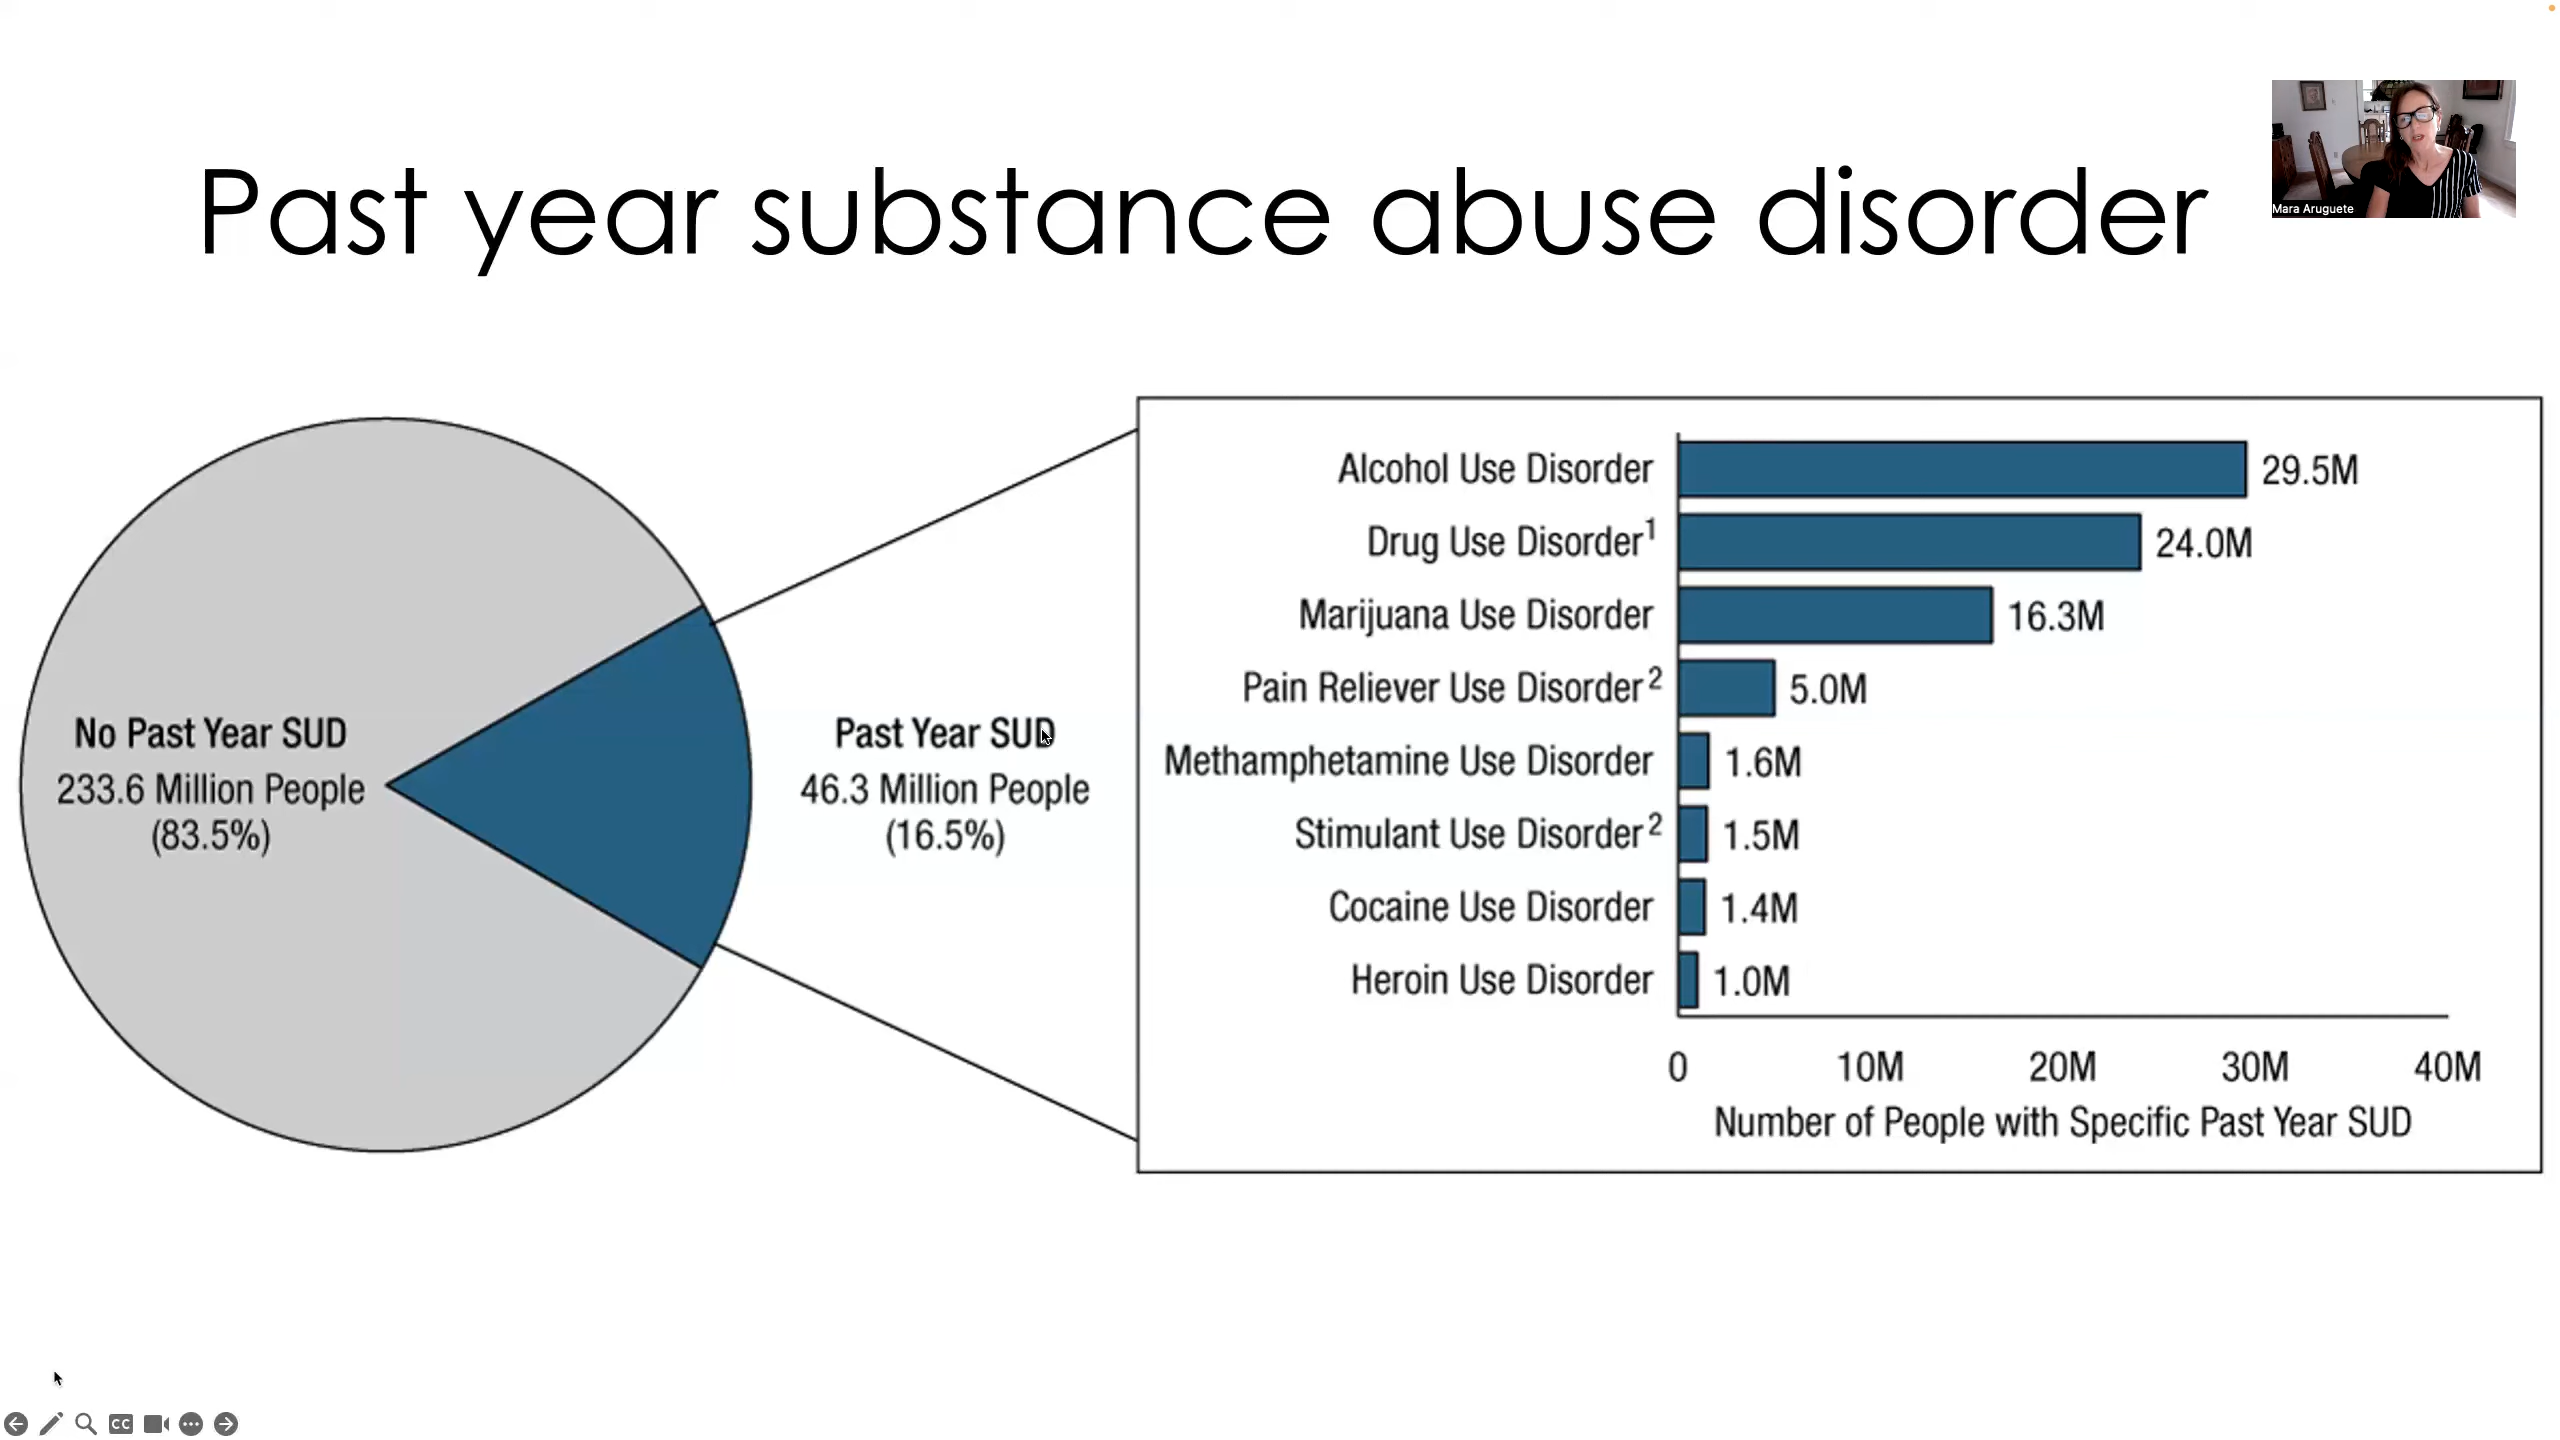 Past year substance abuse disorder
Mara Aruguete
No Past Year SUD
233.6 Million People
(83.5%)
Past Year SUD
46.3 Million People
(16.5%)
Alcohol Use Disorder 29.5M
Drug Use Disorder¹ 24.0M
Marijuana Use Disorder 16.3M
Pain Reliever Use Disorder² 5.0M
Methamphetamine Use Disorder 1.6M
Stimulant Use Disorder² 1.5M
Cocaine Use Disorder 1.4M
Heroin Use Disorder 1.0M
0 10M 20M 30M 40M
Number of People with Specific Past Year SUD
CC